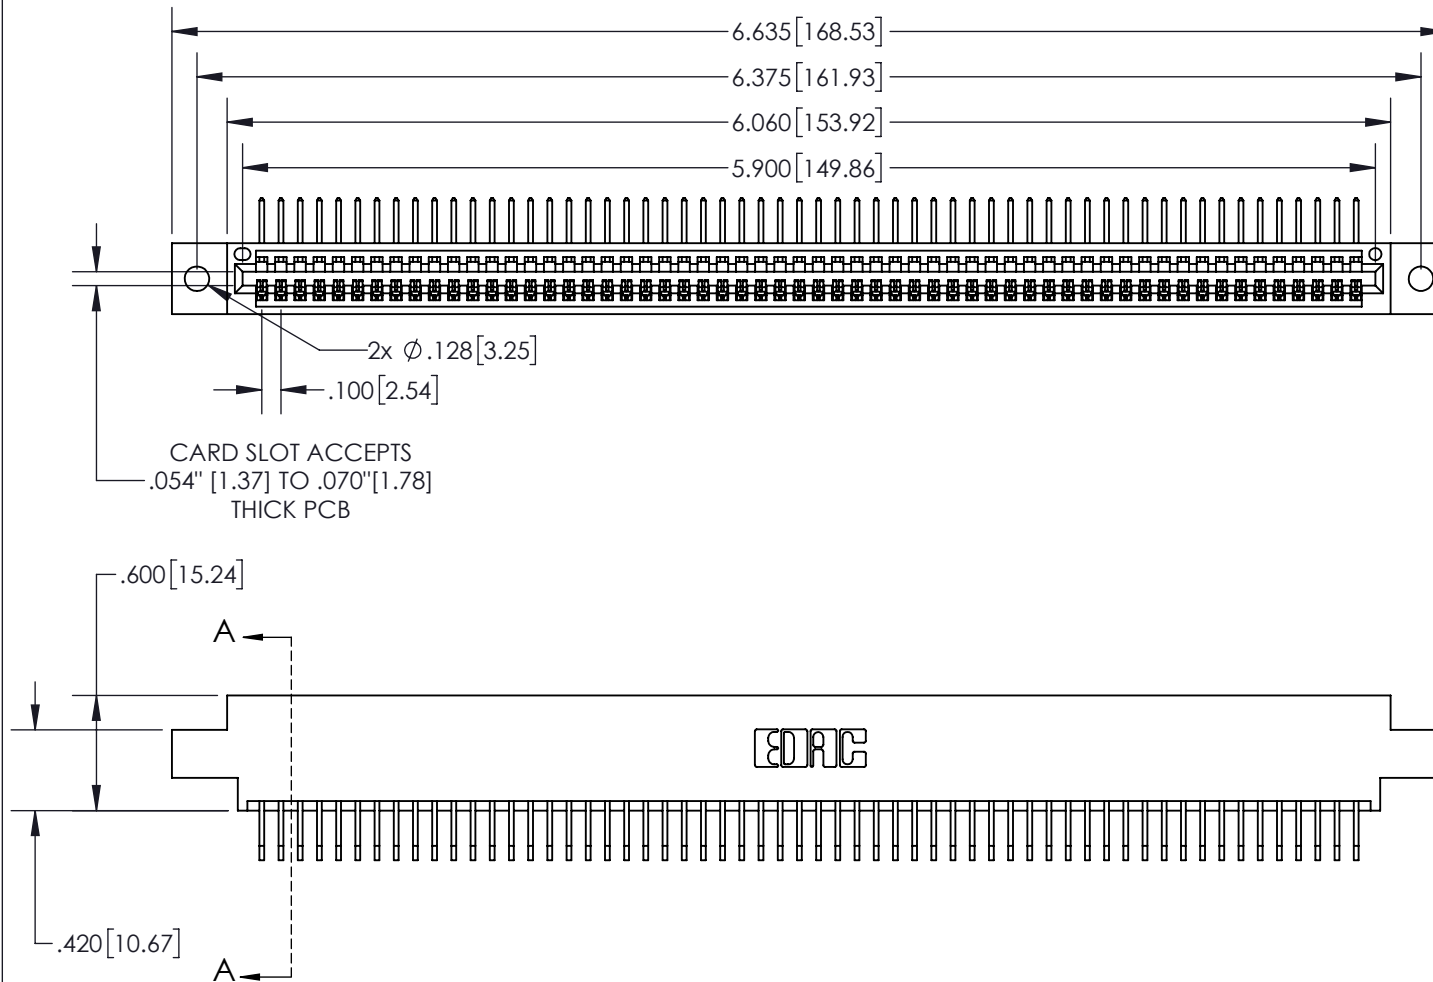 6.635[168.53]
6.375[161.93]
6.060[153.92]
5.900[149.86]
2x Ø.128[3.25]
.100[2.54]
CARD SLOT ACCEPTS
.054" [1.37] TO .070"[1.78]
THICK PCB
.600[15.24]
A
EDAC
.420[10.67]
A